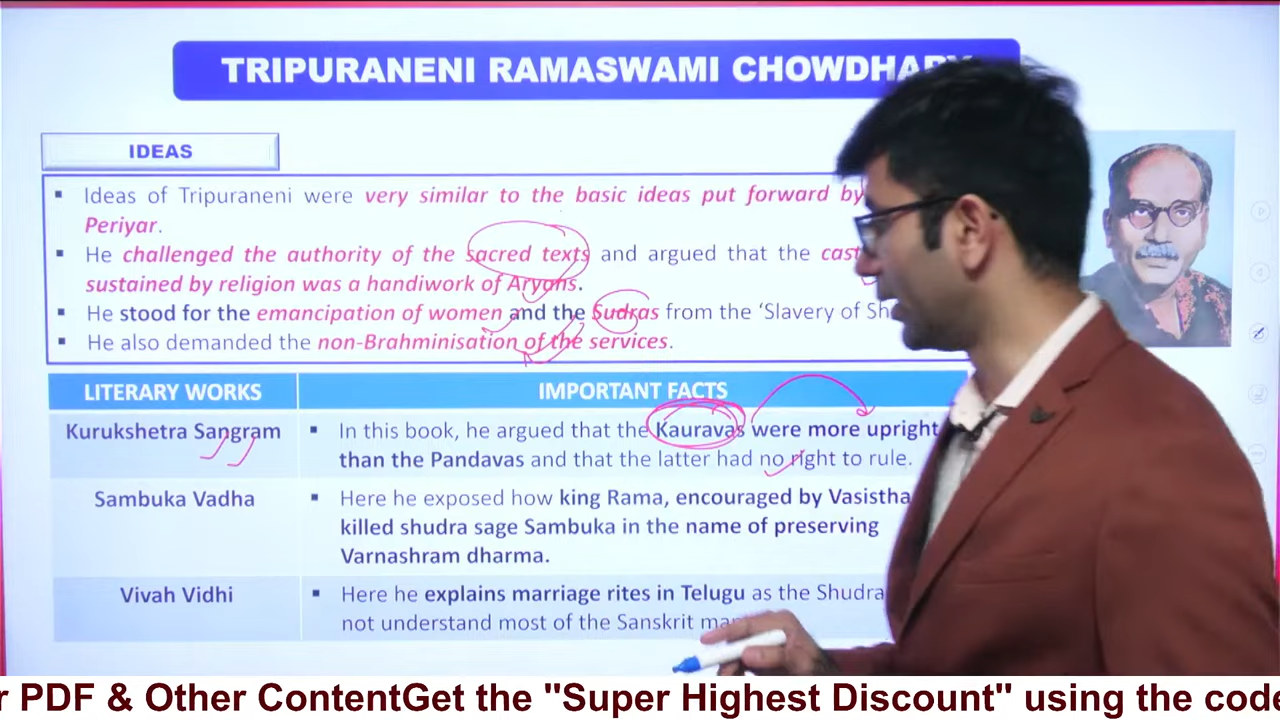 TRIPURANENI RAMASWAMI CHOWDHARY
IDEAS
▪ Ideas of Tripuraneni were very similar to the basic ideas put forward by
Periyar.
▪ He challenged the authority of the sacred texts and argued that the
sustained by religion was a handiwork of Aryans.
▪ He stood for the emancipation of women and the Sudras from the ‘Slavery of
▪ He also demanded the non-Brahminisation of the services.
LITERARY WORKS IMPORTANT FACTS
Kurukshetra Sangram ▪ In this book, he argued that the Kauravas were more upright
than the Pandavas and that the latter had no right to rule.
Sambuka Vadha ▪ Here he exposed how king Rama, encouraged by Vasistha
killed shudra sage Sambuka in the name of preserving
Varnashram dharma.
Vivah Vidhi ▪ Here he explains marriage rites in Telugu as the Shudra
not understand most of the Sanskrit
r PDF & Other ContentGet the "Super Highest Discount" using the code